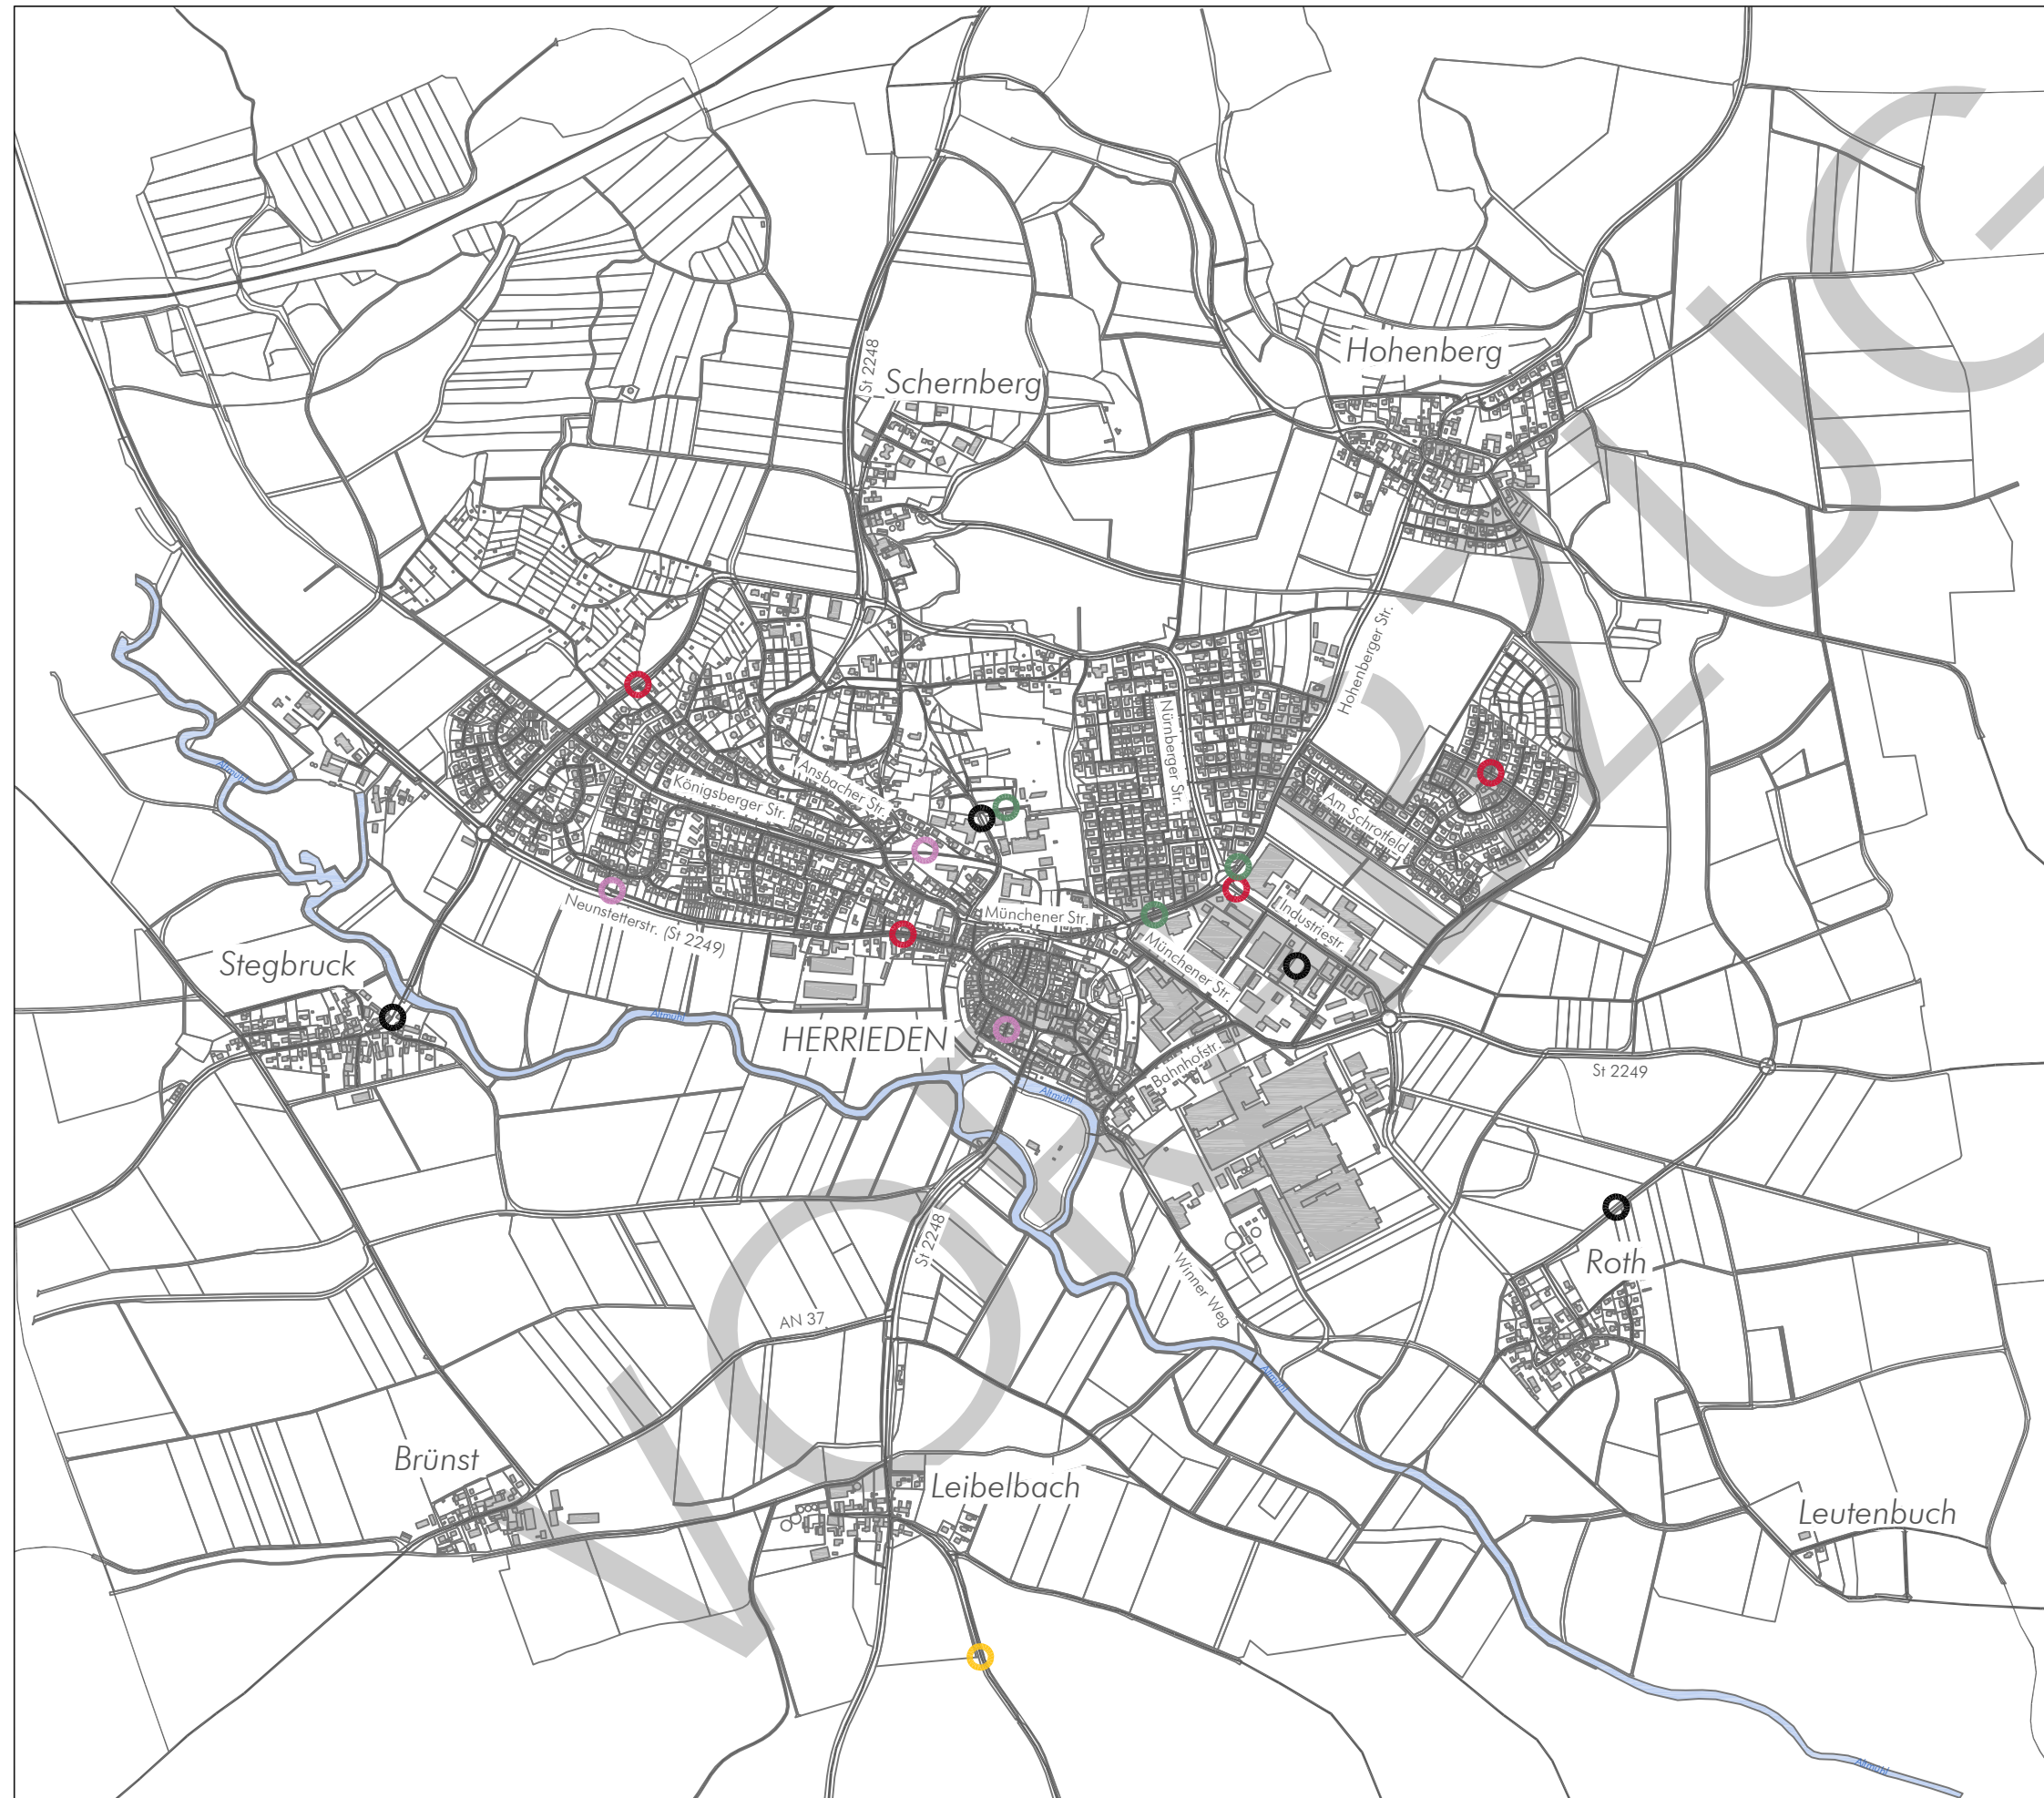 St 2248
Schernberg
Hohenberg
Hohenberger Str.
Nürnberger Str.
Altmühl
Ansbacher Str.
Königsberger Str.
Am Schrotfeld
Neunstetterstr. (St 2249)
Münchener Str.
Industriestr.
Stegbruck
Münchener Str.
Altmühl
HERRIEDEN
Bahnhofstr.
St 2249
Altmühl
St 2248
Winner Weg
Roth
AN 37
Altmühl
Brünst
Leibelbach
Leutenbuch
Altmühl
VORABZUG